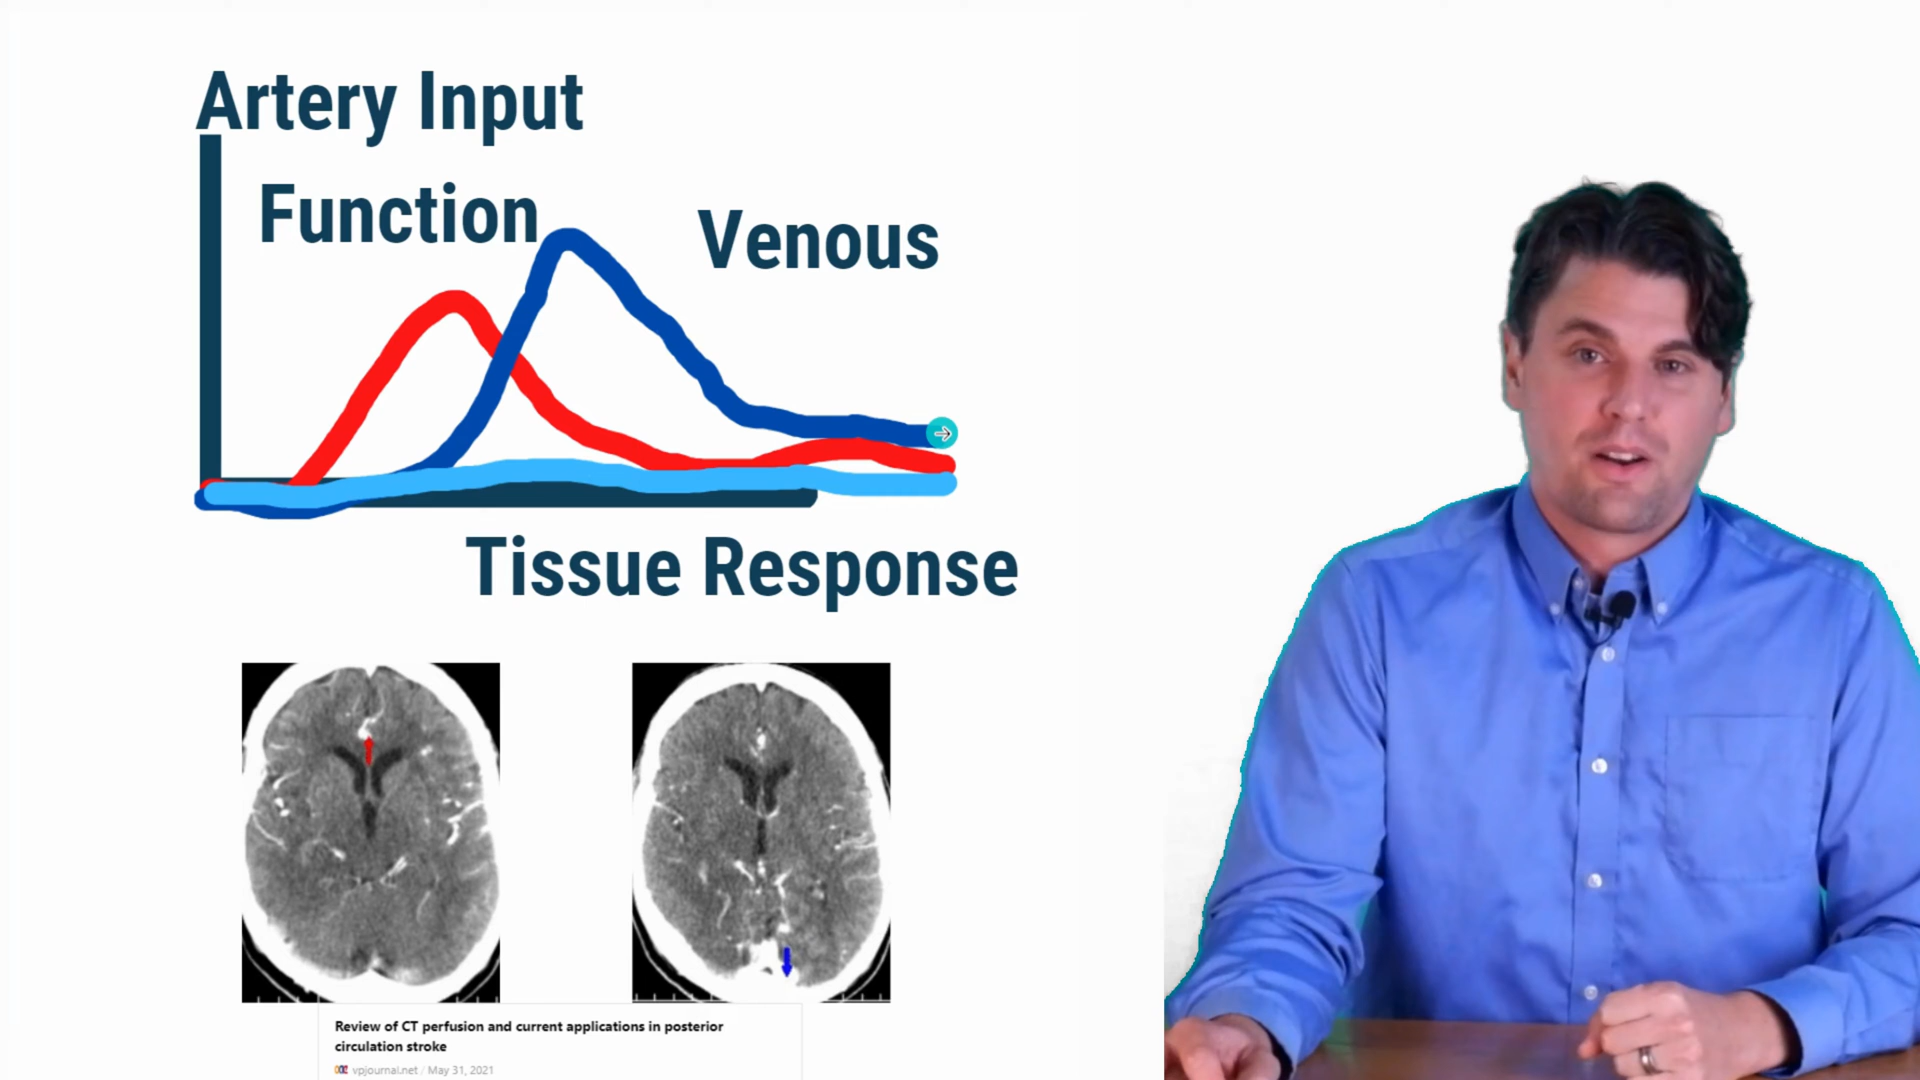 Artery Input
Function
Venous
Tissue Response
Review of CT perfusion and current applications in posterior
circulation stroke
vpjournal.net / May 31, 2021